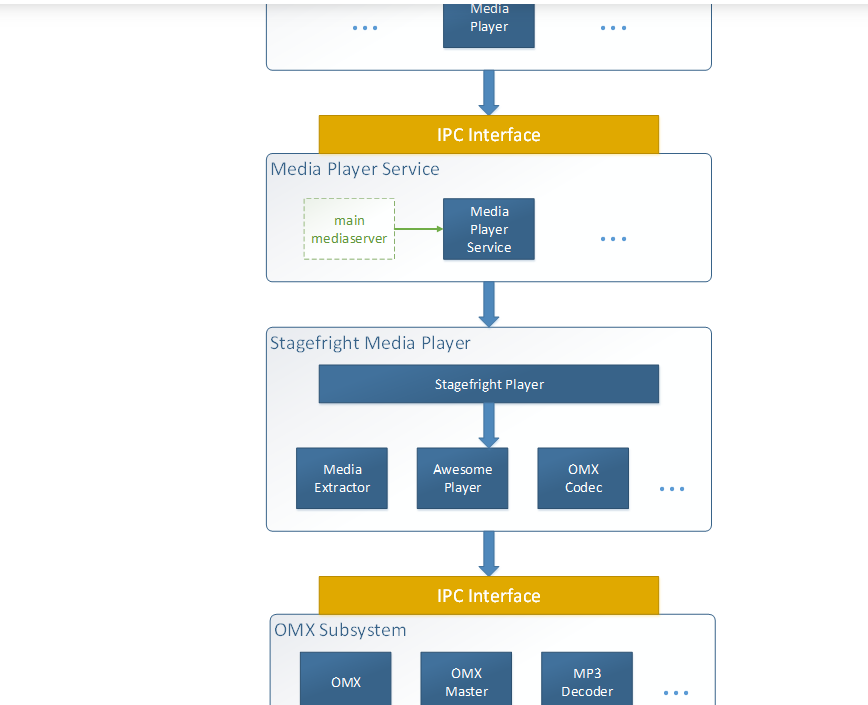 Media
Player
IPC Interface
Media Player Service
main
mediaserver
Media
Player
Service
Stagefright Media Player
Stagefright Player
Media
Extractor
Awesome
Player
OMX
Codec
IPC Interface
OMX Subsystem
OMX
OMX
Master
MP3
Decoder